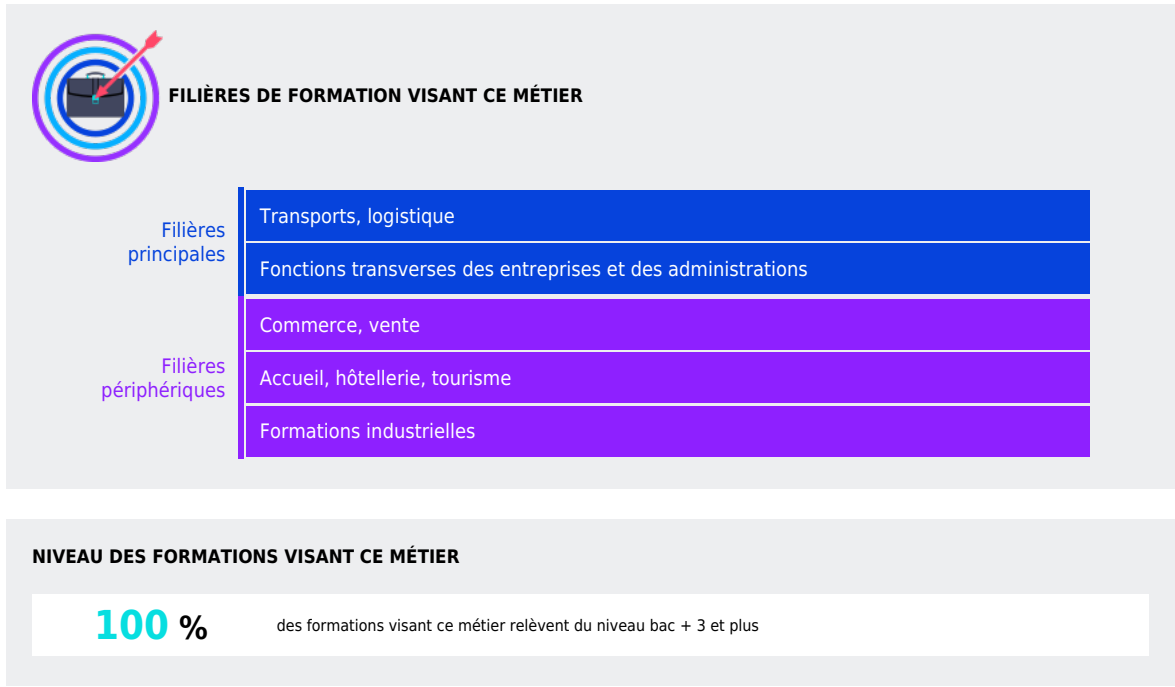 FILIÈRES DE FORMATION VISANT CE MÉTIER
Filières
principales
Transports, logistique
Fonctions transverses des entreprises et des administrations
Filières
périphériques
Commerce, vente
Accueil, hôtellerie, tourisme
Formations industrielles
NIVEAU DES FORMATIONS VISANT CE MÉTIER
100 % des formations visant ce métier relèvent du niveau bac + 3 et plus